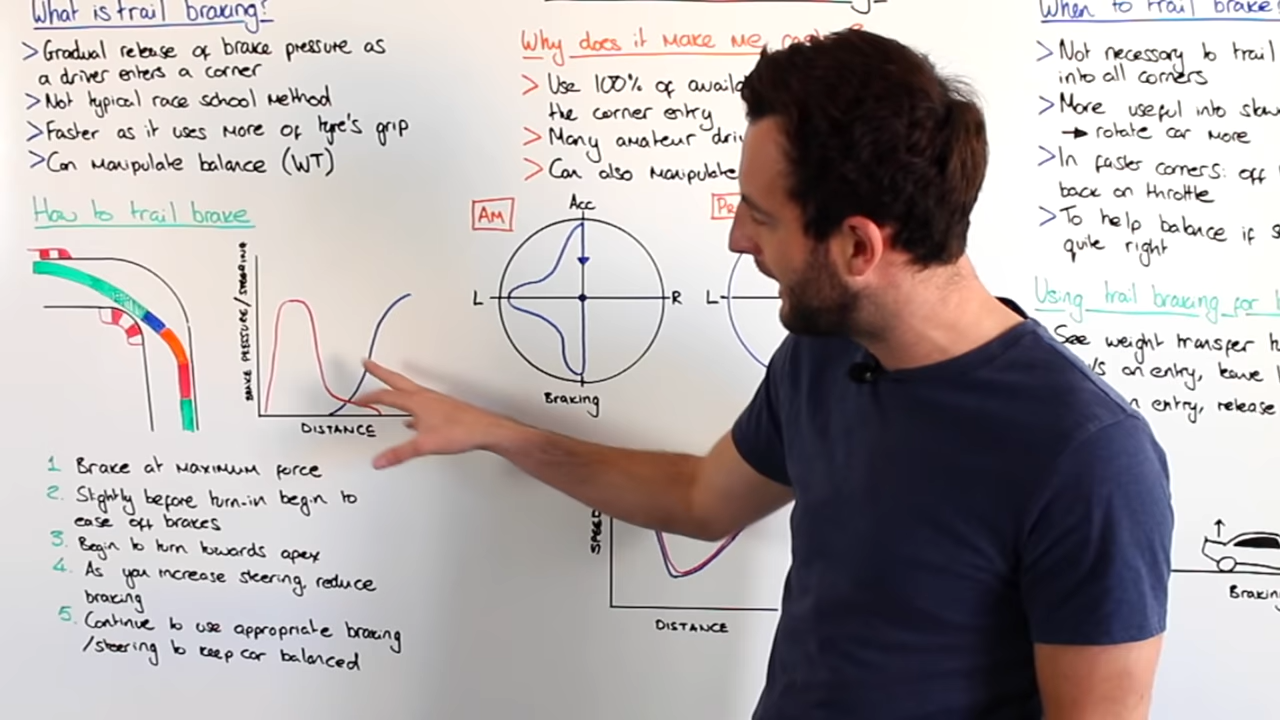 What is trail braking?
> Gradual release of brake pressure as
a driver enters a corner
> Not typical race school method
> Faster as it uses more of tyre's grip
> Can manipulate balance (WT)
How to trail brake
BRAKE PRESSURE/STEERING
DISTANCE
1 Brake at maximum force
2. Slightly before turn-in begin to
ease off brakes
3. Begin to turn towards apex
4. As you increase steering, reduce
braking
5. Continue to use appropriate braking
/steering to keep car balanced
Why does it make me
> Use 100% of
the corner entry
> Many amateur
> Can also manipulate
AM
Acc
L
R
Braking
L
SPEED
DISTANCE
When to trail brake?
> Not necessary to trail
into all corners
> More useful into
→ rotate car more
> In faster corners: off
back on throttle
> To help balance if
quite right
Using trail braking for
See weight transfer
on entry, leave
entry, release